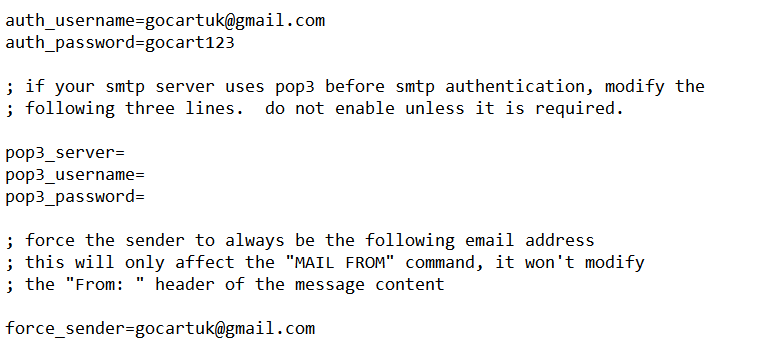 auth_username=gocartuk@gmail.com
auth_password=gocart123
; if your smtp server uses pop3 before smtp authentication, modify the
; following three lines.  do not enable unless it is required.
pop3_server=
pop3_username=
pop3_password=
; force the sender to always be the following email address
; this will only affect the "MAIL FROM" command, it won't modify
; the "From: " header of the message content
force_sender=gocartuk@gmail.com